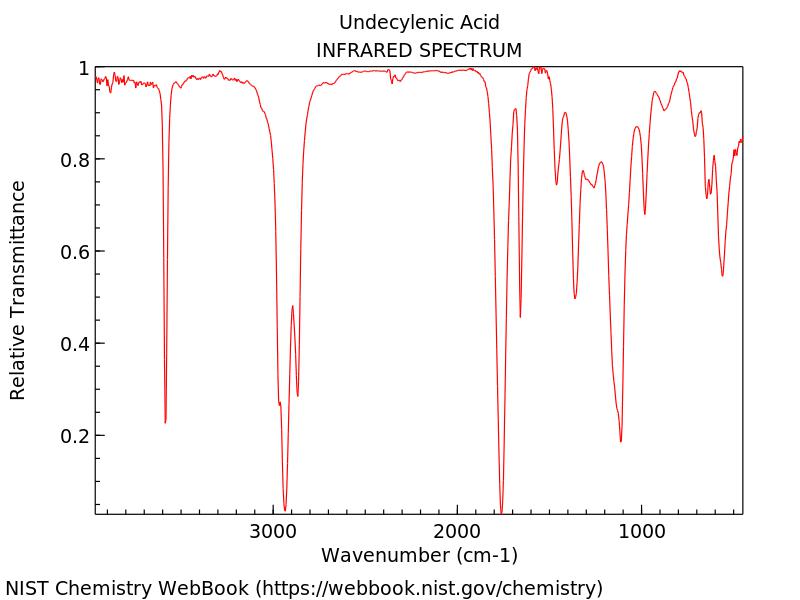 Undecylenic Acid
INFRARED SPECTRUM
1
0.8
0.6
0.4
0.2
Relative Transmittance
3000 2000 1000
Wavenumber (cm-1)
NIST Chemistry WebBook (https://webbook.nist.gov/chemistry)